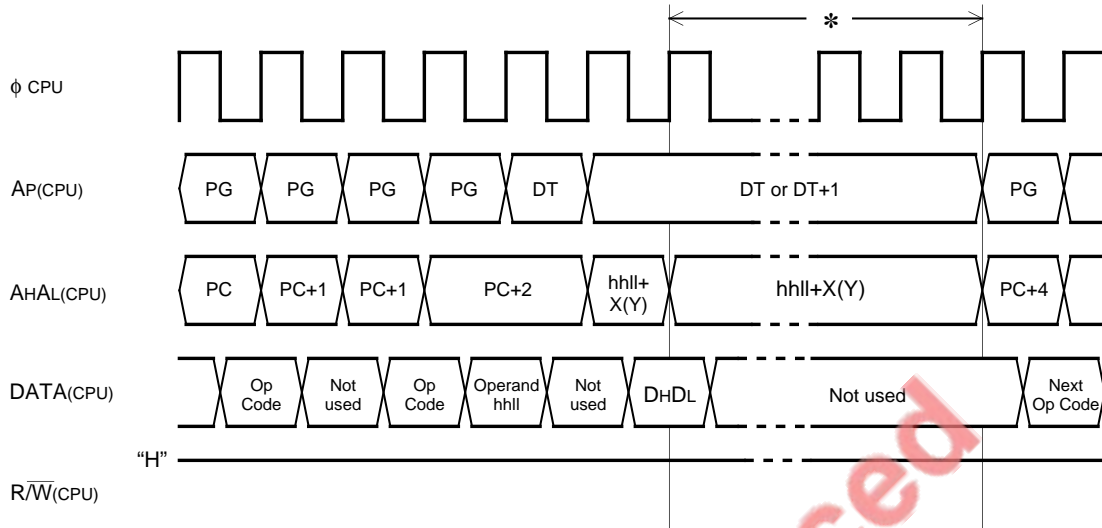 *
ϕ CPU
AP(CPU) PG PG PG PG DT DT or DT+1 PG
AHAL(CPU) PC PC+1 PC+1 PC+2 hhll+ X(Y) hhll+X(Y) PC+4
DATA(CPU) Op Code Not used Op Code Operand hhll Not used DHDL Not used Next Op Code
"H"
R/W̅(CPU)